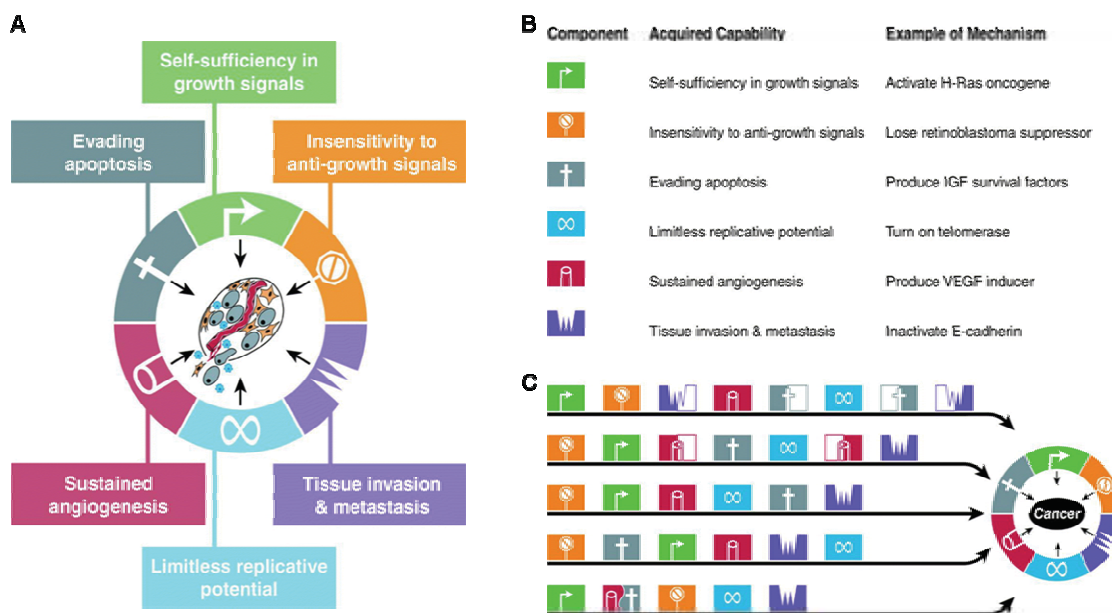 A
Self-sufficiency in
growth signals
Evading
apoptosis
Insensitivity to
anti-growth signals
Sustained
angiogenesis
Tissue invasion
& metastasis
Limitless replicative
potential
B
Component Acquired Capability Example of Mechanism
Self-sufficiency in growth signals Activate H-Ras oncogene
Insensitivity to anti-growth signals Lose retinoblastoma suppressor
Evading apoptosis Produce IGF survival factors
Limitless replicative potential Turn on telomerase
Sustained angiogenesis Produce VEGF inducer
Tissue invasion & metastasis Inactivate E-cadherin
C
Cancer